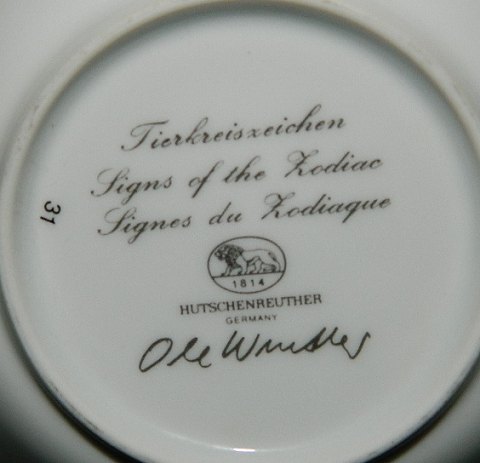 Tierkreiszeichen
Signs of the Zodiac
Signes du Zodiaque
31
1814
HUTSCHENREUTHER
GERMANY
Ole Winther